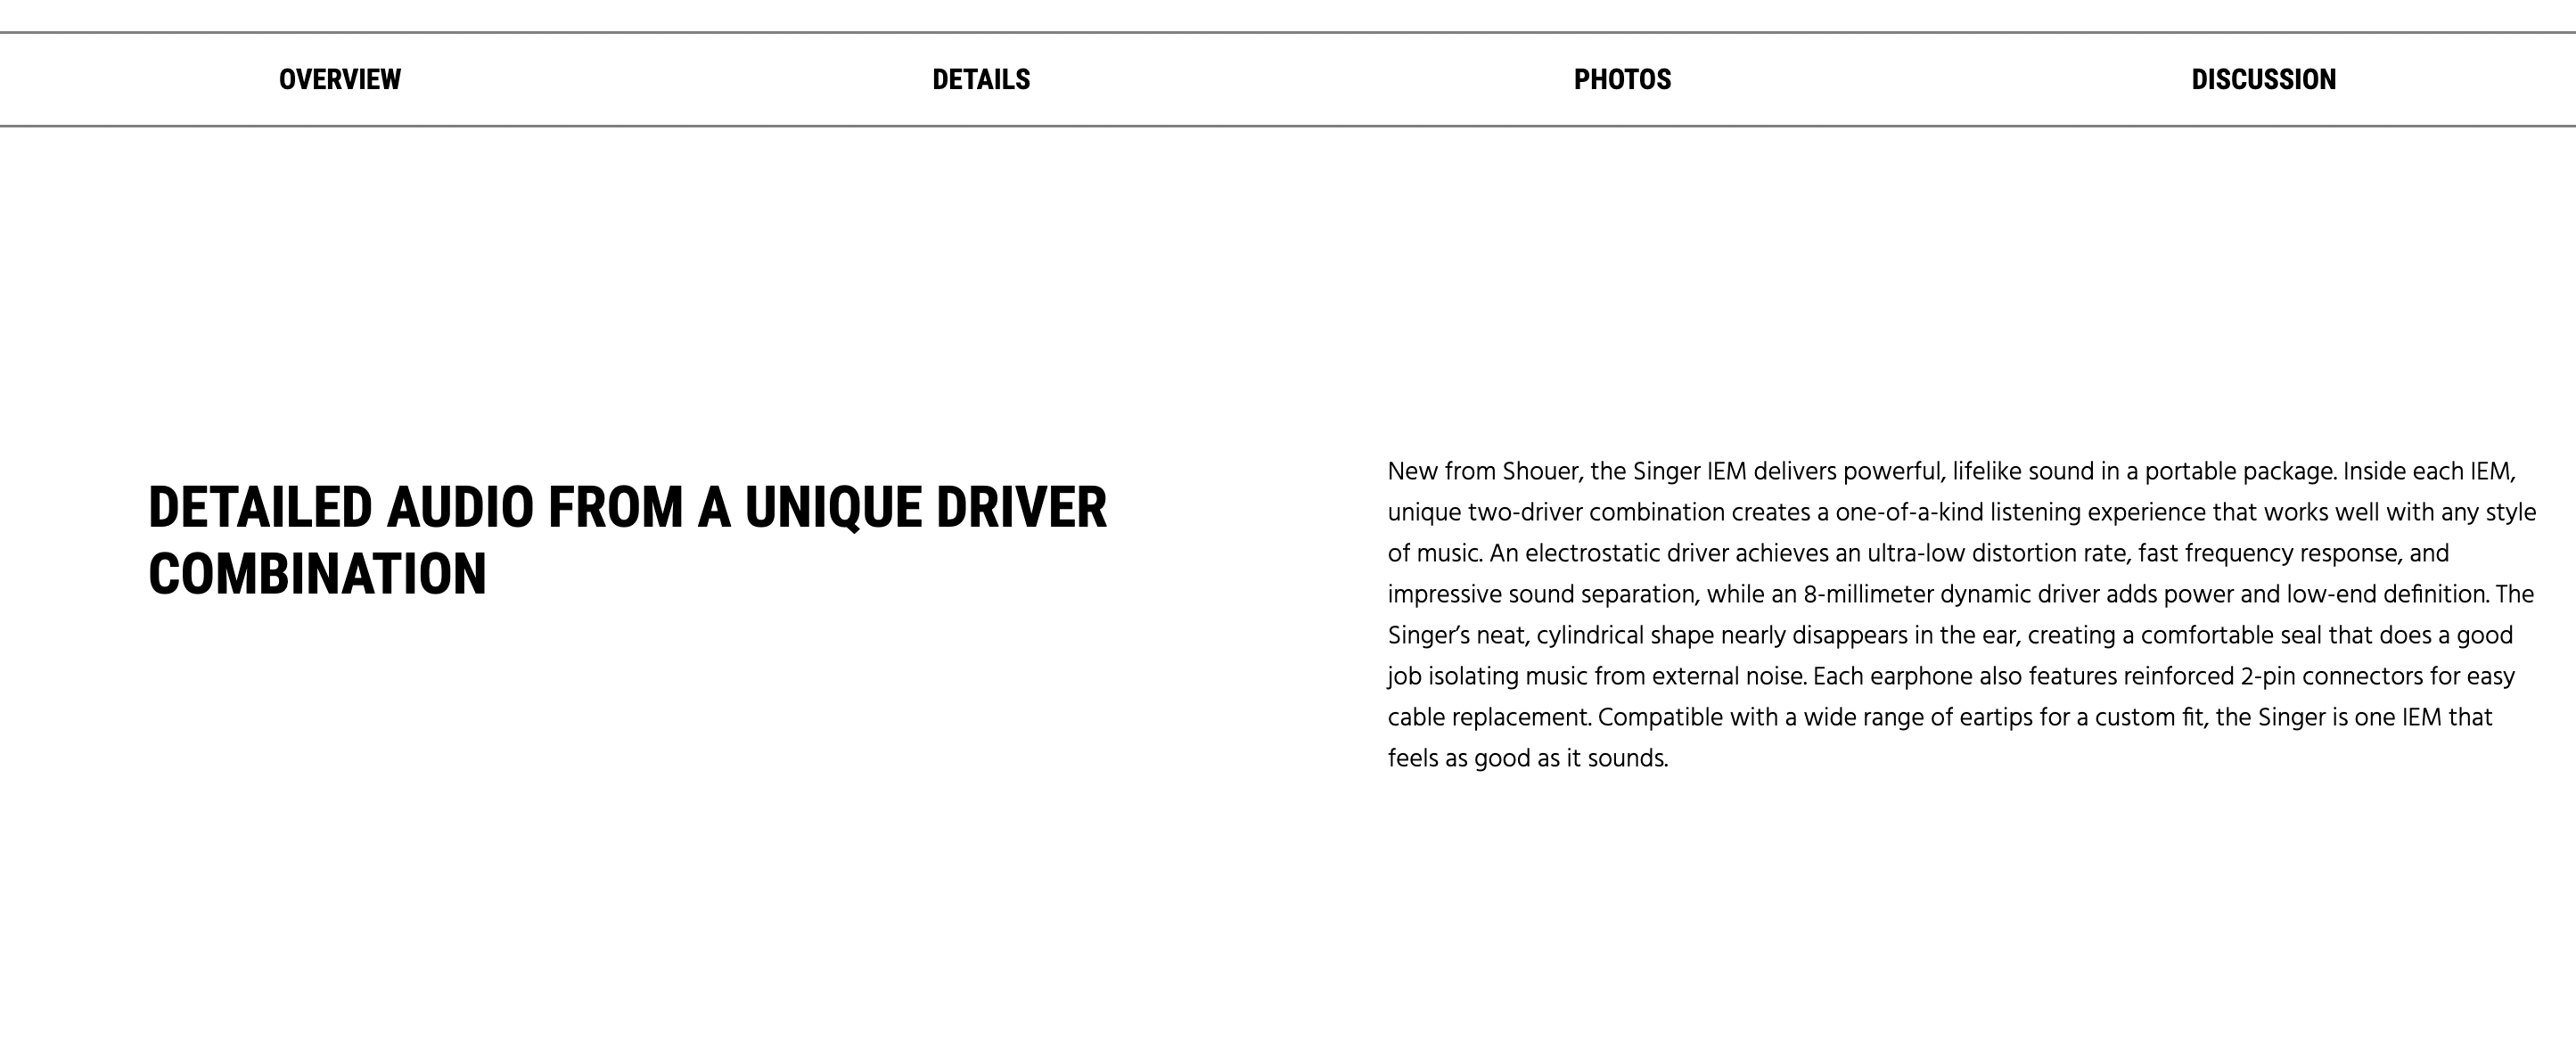 OVERVIEW
DETAILS
PHOTOS
DISCUSSION
DETAILED AUDIO FROM A UNIQUE DRIVER
COMBINATION
New from Shouer, the Singer IEM delivers powerful, lifelike sound in a portable package. Inside each IEM,
unique two-driver combination creates a one-of-a-kind listening experience that works well with any style
of music. An electrostatic driver achieves an ultra-low distortion rate, fast frequency response, and
impressive sound separation, while an 8-millimeter dynamic driver adds power and low-end definition. The
Singer’s neat, cylindrical shape nearly disappears in the ear, creating a comfortable seal that does a good
job isolating music from external noise. Each earphone also features reinforced 2-pin connectors for easy
cable replacement. Compatible with a wide range of eartips for a custom fit, the Singer is one IEM that
feels as good as it sounds.